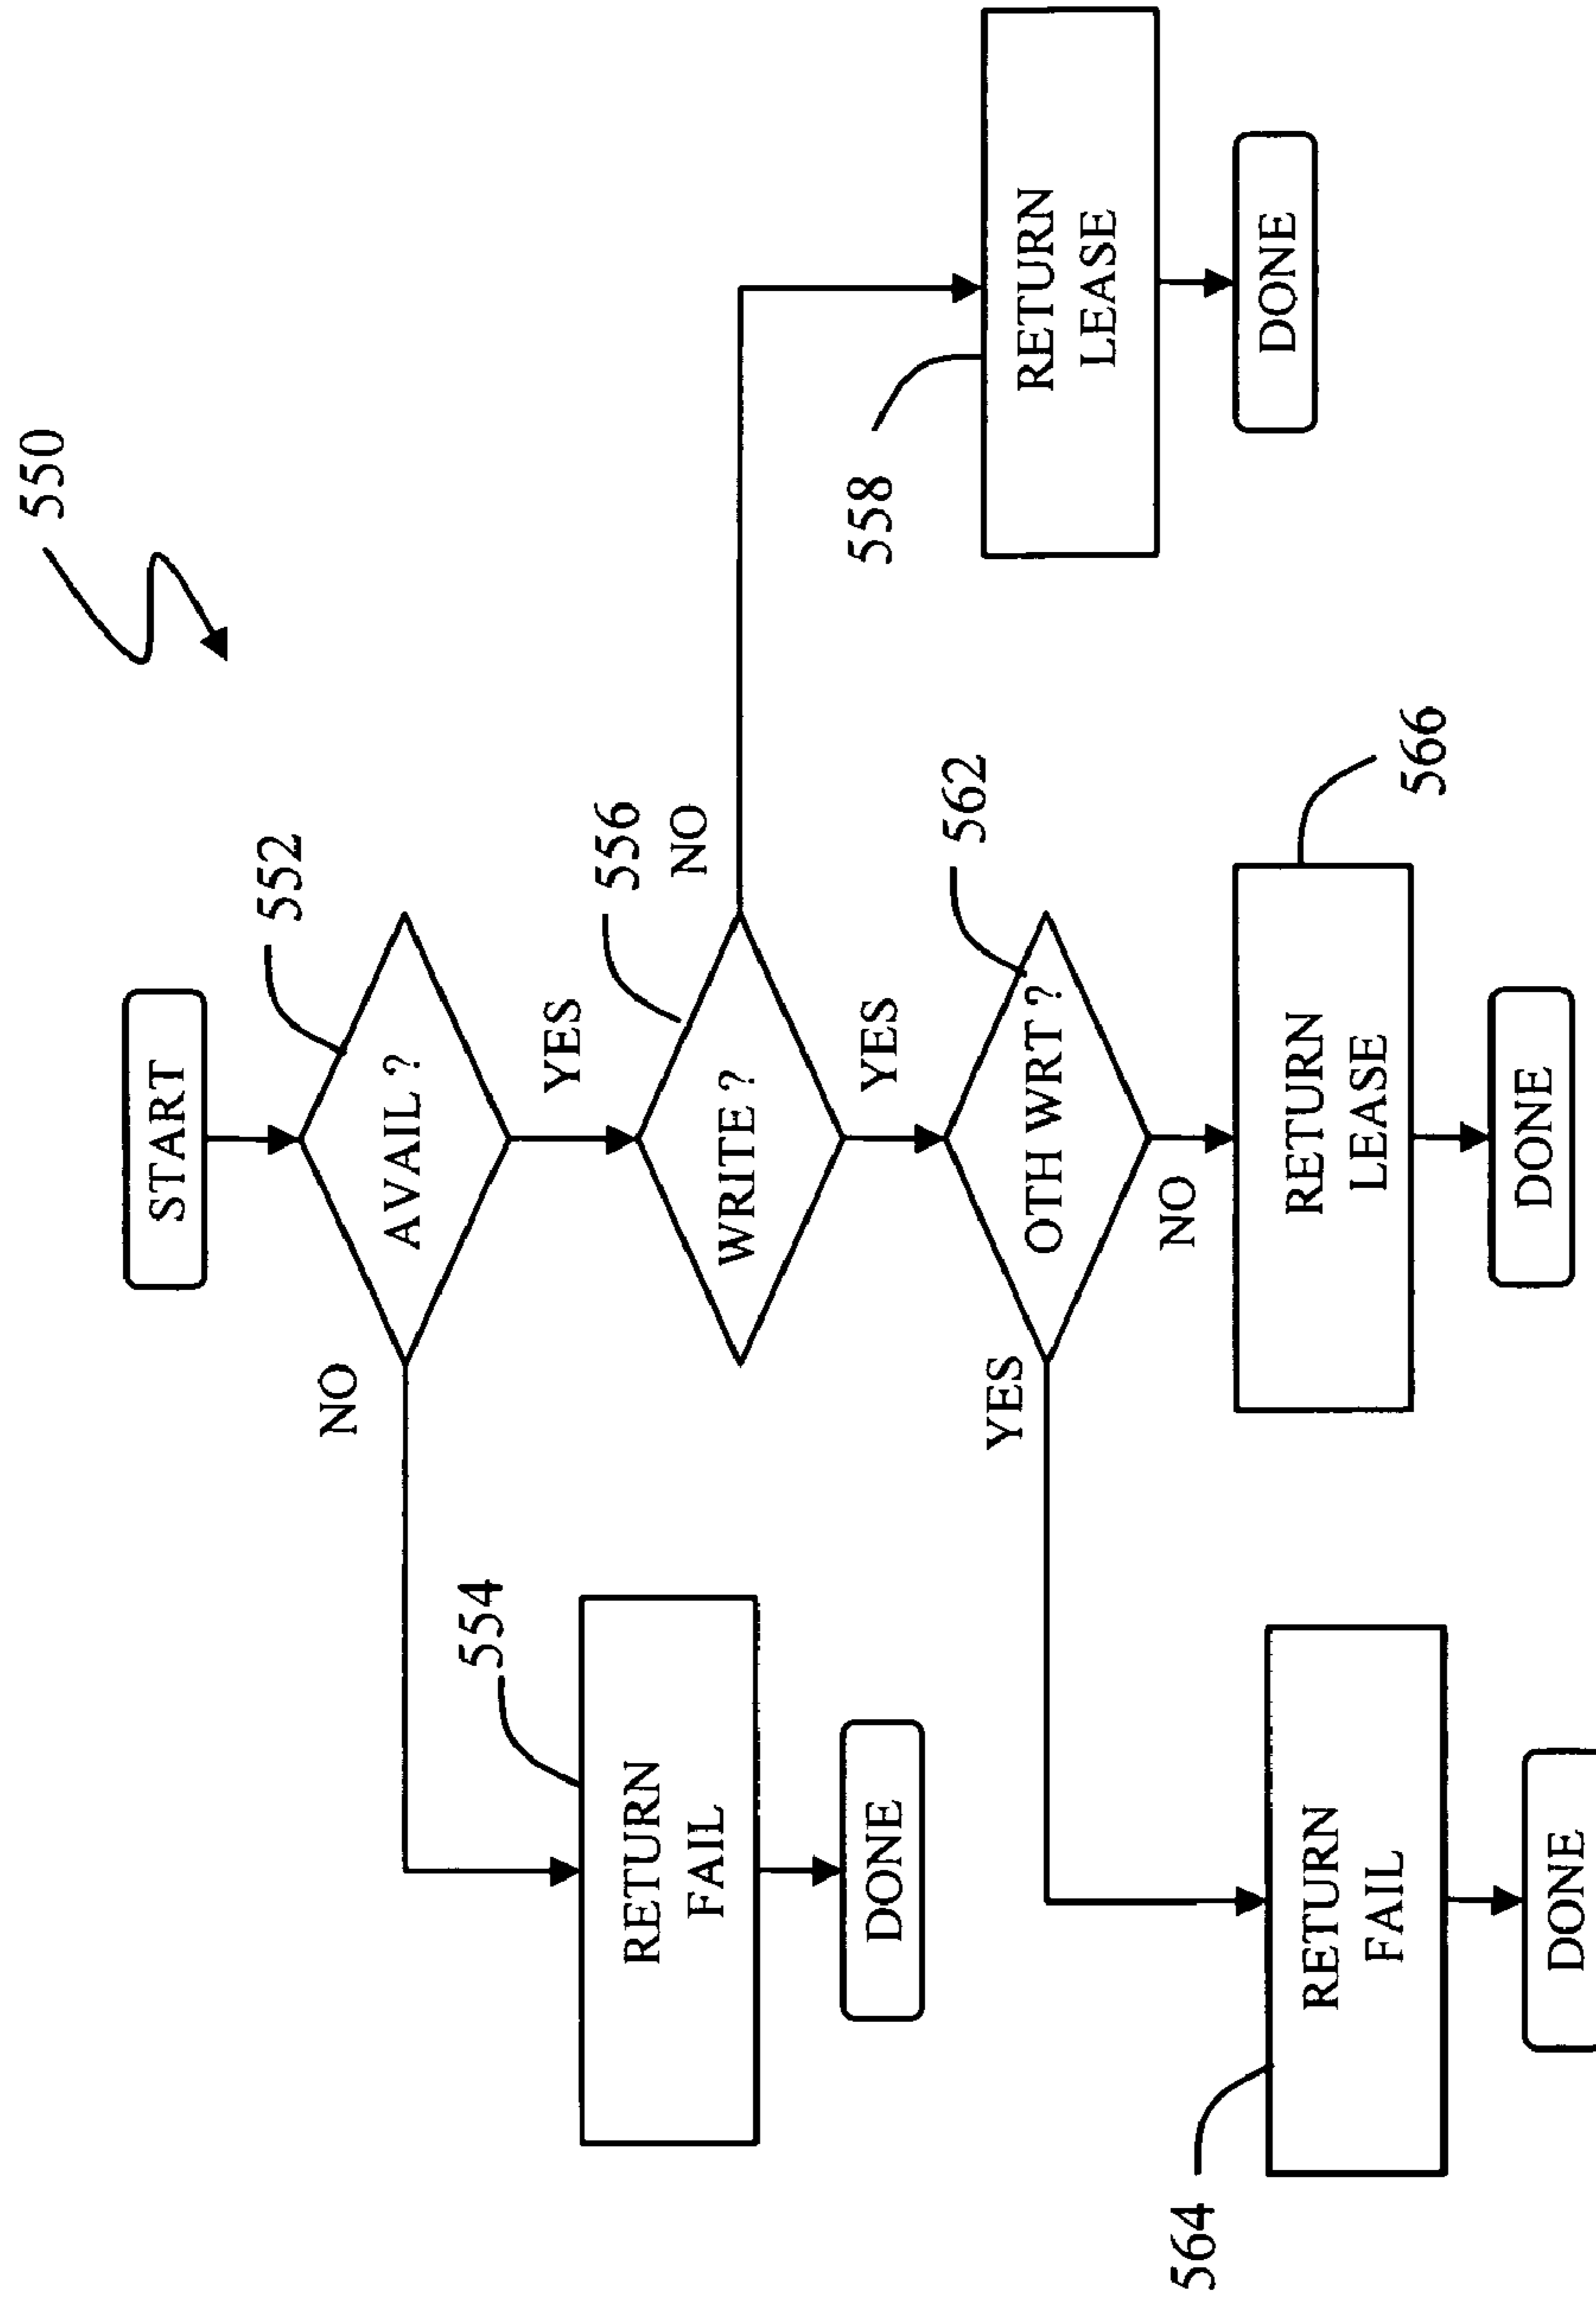 550
START
552
AVAIL ?
NO
YES
554
RETURN
FAIL
DONE
556
WRITE ?
NO
YES
558
RETURN
LEASE
DONE
562
OTH WRT ?
YES
NO
564
RETURN
FAIL
DONE
566
RETURN
LEASE
DONE